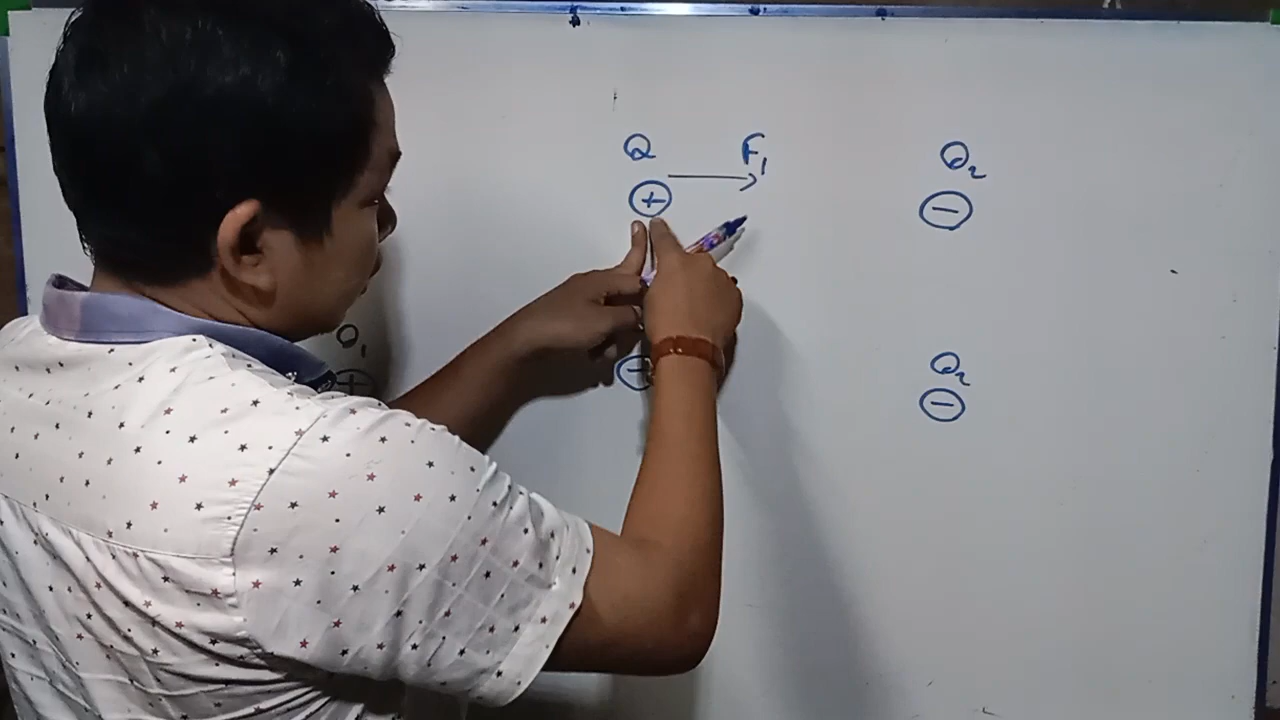 Q F₁ Q₂
+ −
Q₁ Q₂
+ −